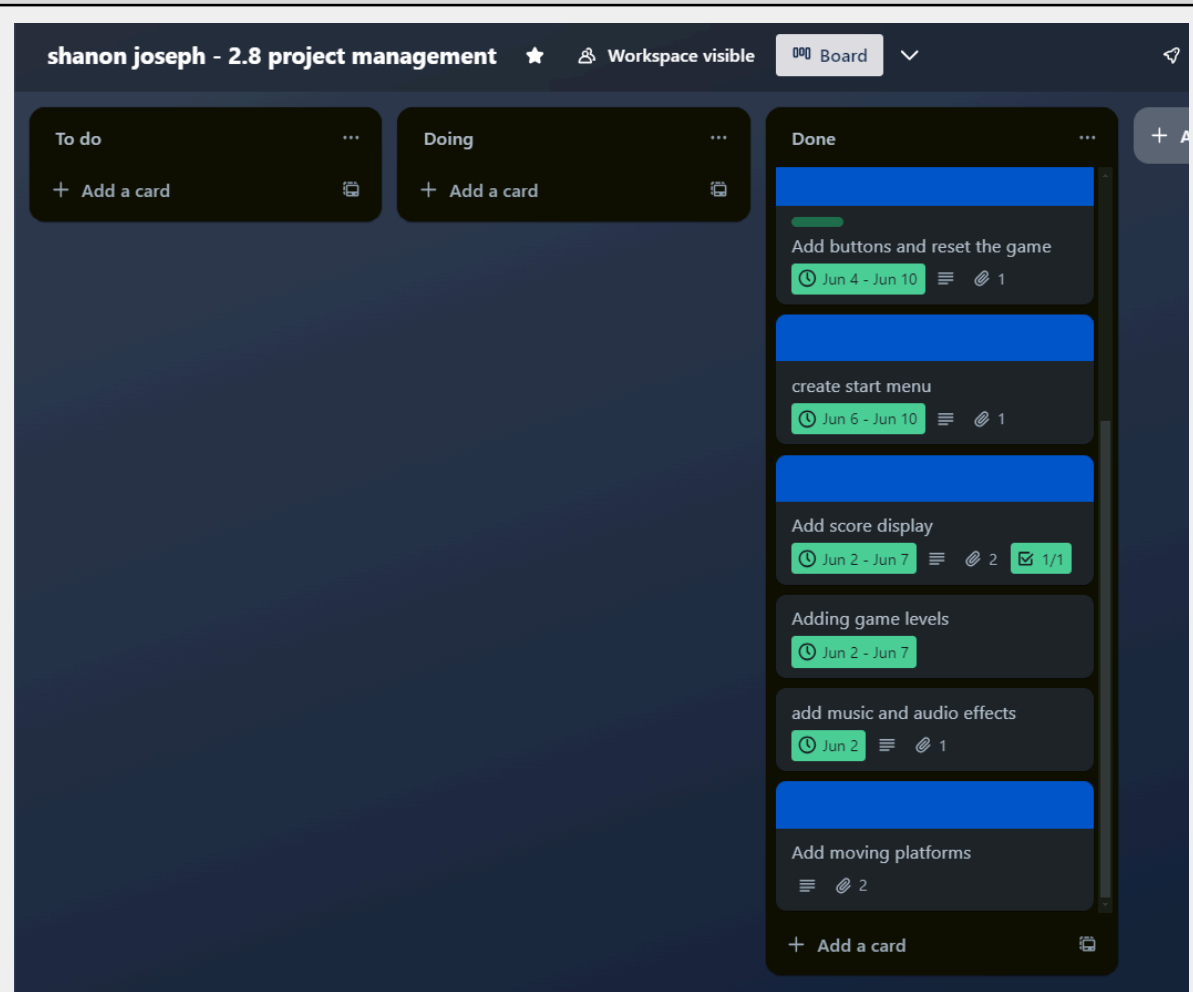 shanon joseph - 2.8 project management Workspace visible Board
To do
Add a card
Doing
Add a card
Done
Add buttons and reset the game
Jun 4 - Jun 10 1
create start menu
Jun 6 - Jun 10 1
Add score display
Jun 2 - Jun 7 2 1/1
Adding game levels
Jun 2 - Jun 7
add music and audio effects
Jun 2 1
Add moving platforms
2
Add a card